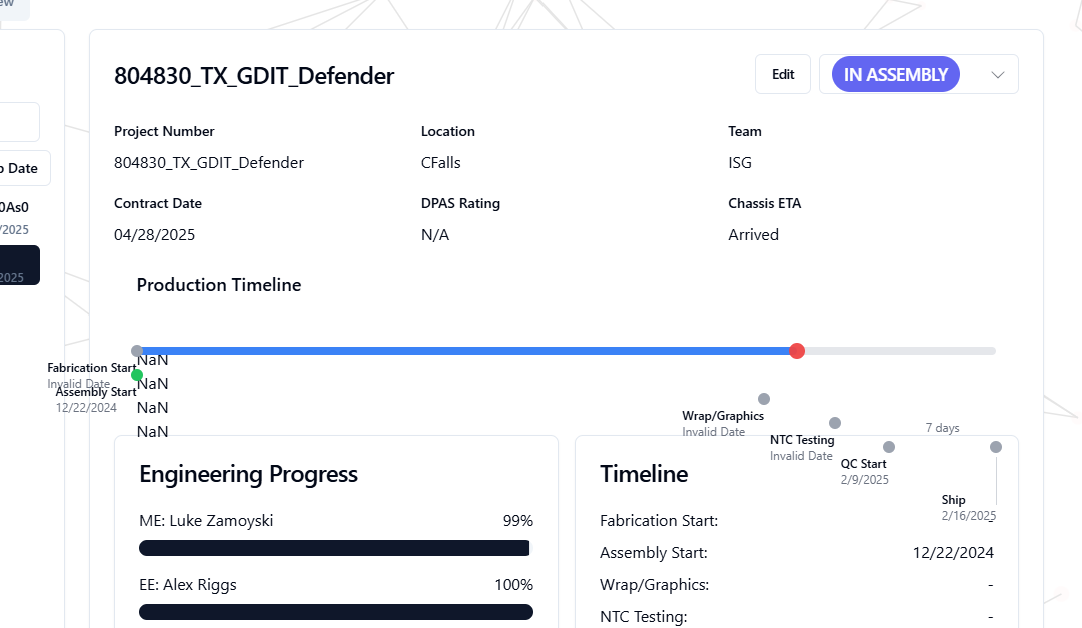 ew
804830_TX_GDIT_Defender
Edit
IN ASSEMBLY
Project Number
Location
Team
804830_TX_GDIT_Defender
CFalls
ISG
Date
Contract Date
DPAS Rating
Chassis ETA
0As0
/2025
04/28/2025
N/A
Arrived
2025
Production Timeline
NaN
Fabrication Start
Invalid Date
NaN
Assembly Start
12/22/2024
NaN
NaN
Wrap/Graphics
Invalid Date
NTC Testing
Invalid Date
QC Start
2/9/2025
7 days
Ship
2/16/2025
Engineering Progress
ME: Luke Zamoyski
99%
EE: Alex Riggs
100%
Timeline
Fabrication Start:
-
Assembly Start:
12/22/2024
Wrap/Graphics:
-
NTC Testing:
-